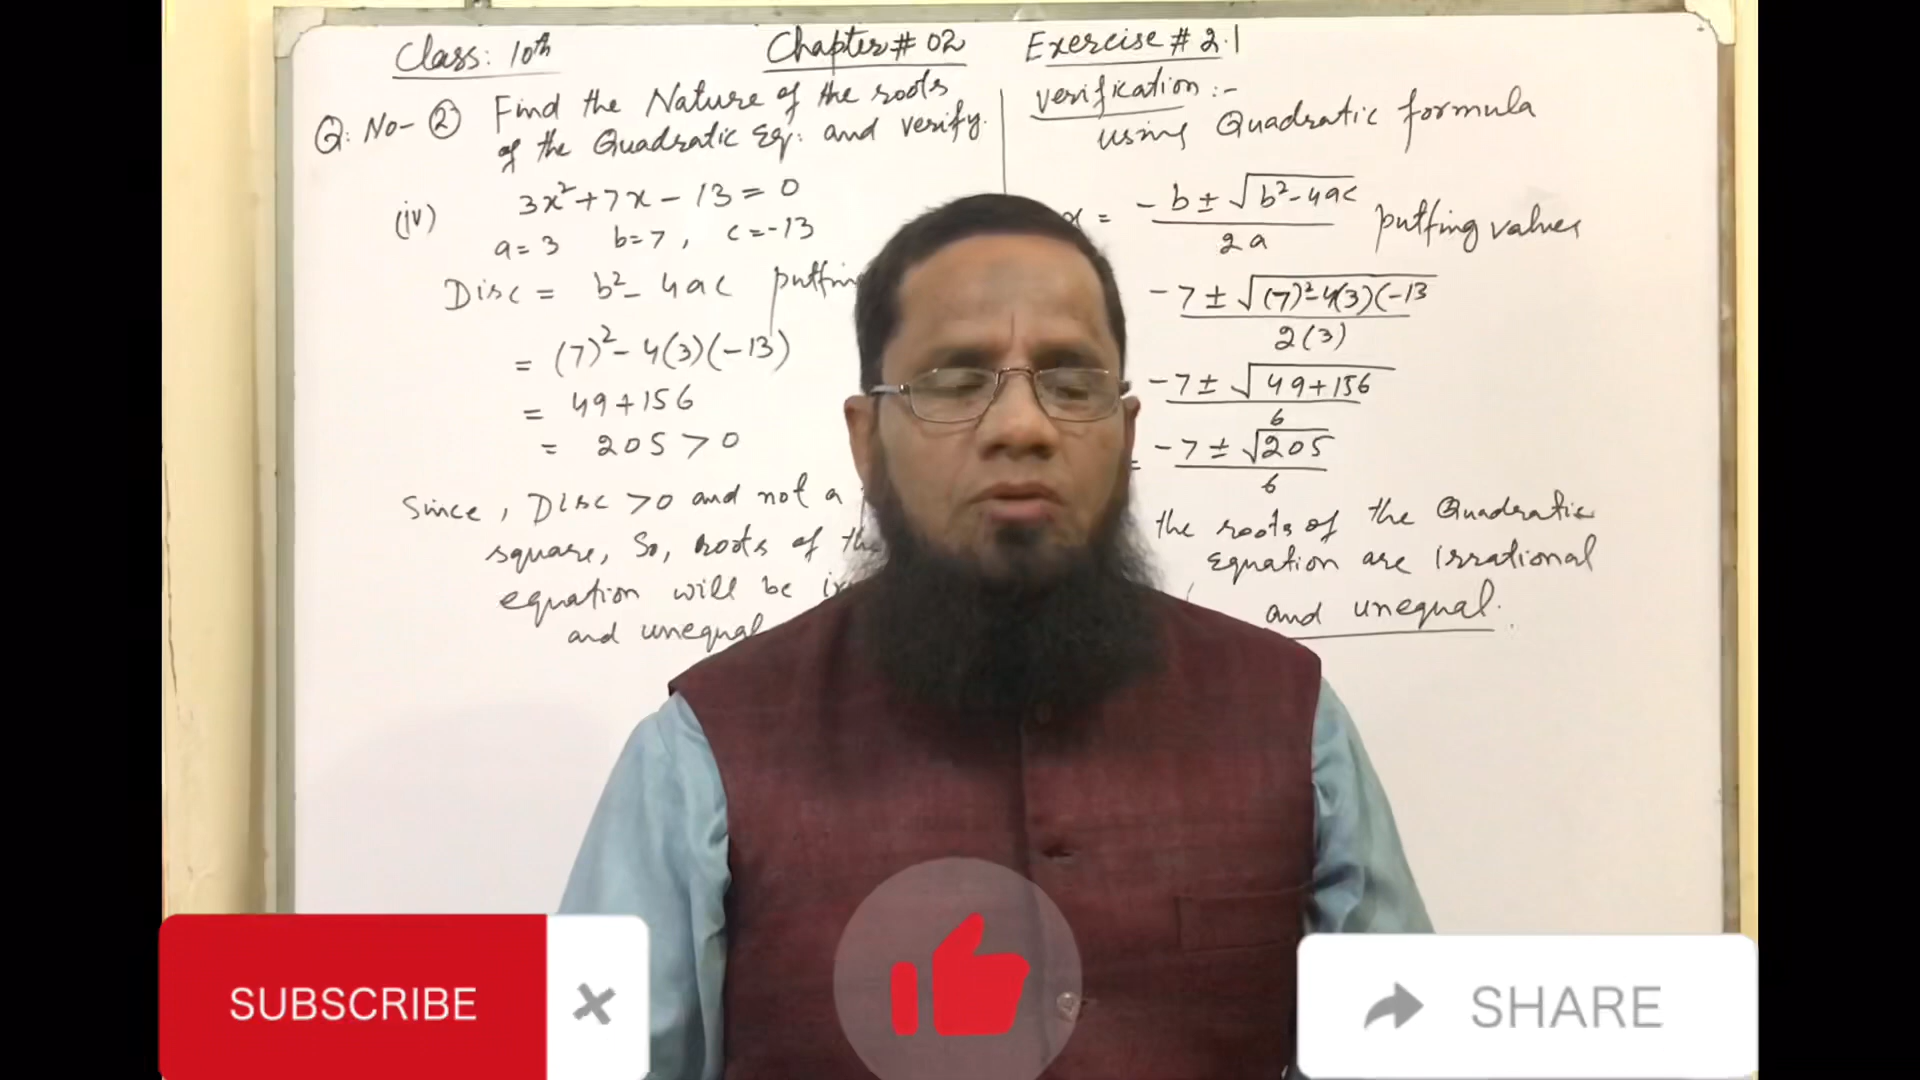 Class: 10th
Chapter # 02
Exercise # 2.1
Q: No- ② Find the Nature of the roots
of the Quadratic Eq: and verify.
(iv) 3x²+7x-13=0
a=3 b=7, c=-13
Disc = b²-4ac
= (7)²-4(3)(-13)
= 49+156
= 205 > 0
Since, Disc >0 and not a
square, So, roots of
equation will be
and unequal
verification :-
using Quadratic formula
x = -b ± √b²-4ac / 2a putting values
-7 ± √(7)²-4(3)(-13 / 2(3)
-7 ± √49+156 / 6
= -7 ± √205 / 6
the roots of the Quadratic
Equation are irrational
and unequal.
SUBSCRIBE
SHARE